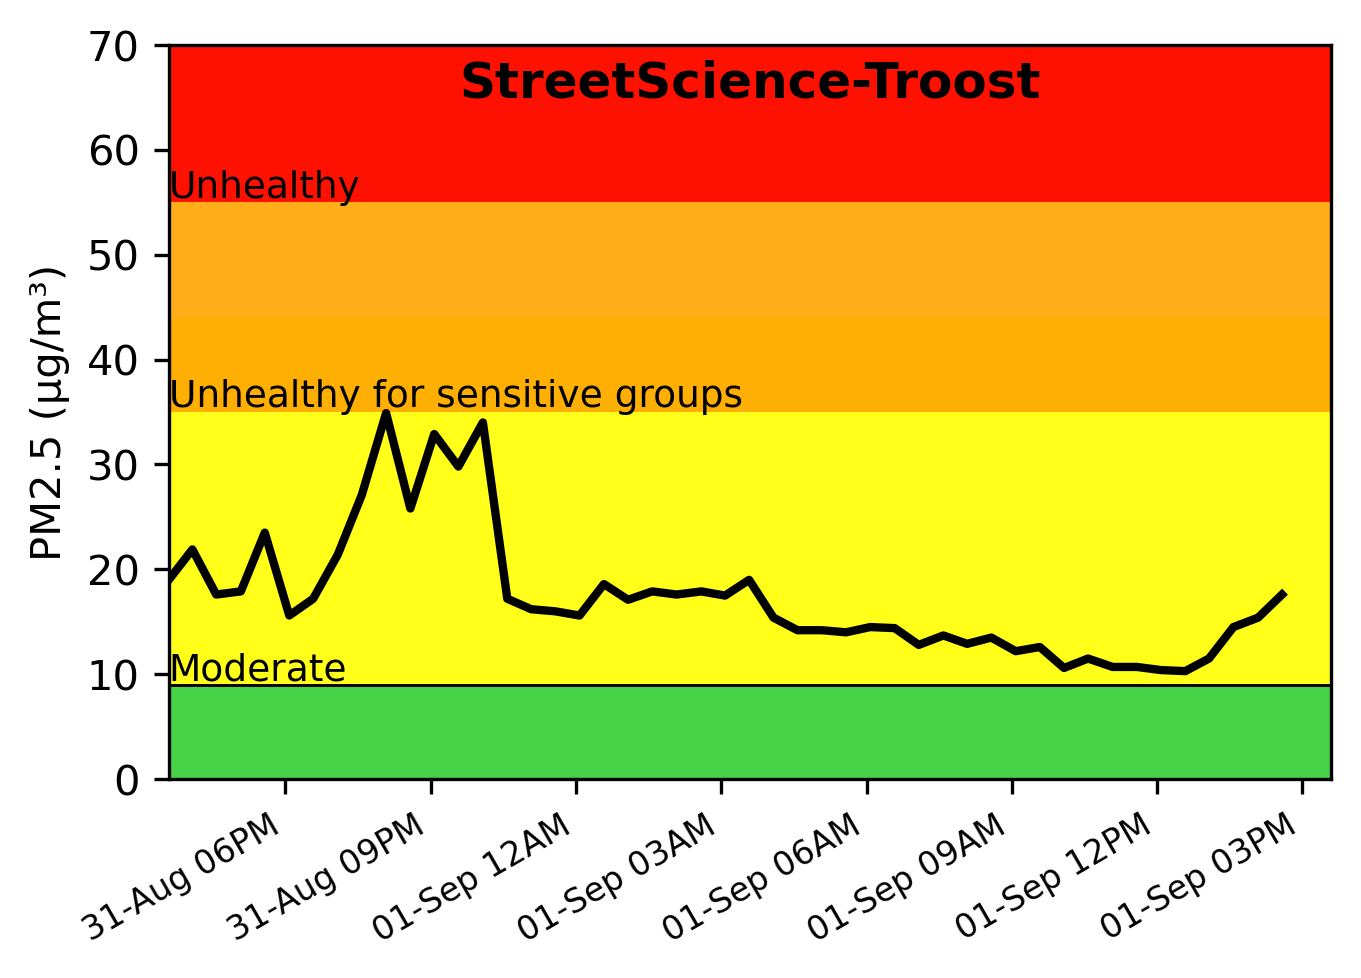 StreetScience-Troost
PM2.5 (μg/m³)
70
60
50
40
30
20
10
0
Unhealthy
Unhealthy for sensitive groups
Moderate
31-Aug 06PM
31-Aug 09PM
01-Sep 12AM
01-Sep 03AM
01-Sep 06AM
01-Sep 09AM
01-Sep 12PM
01-Sep 03PM